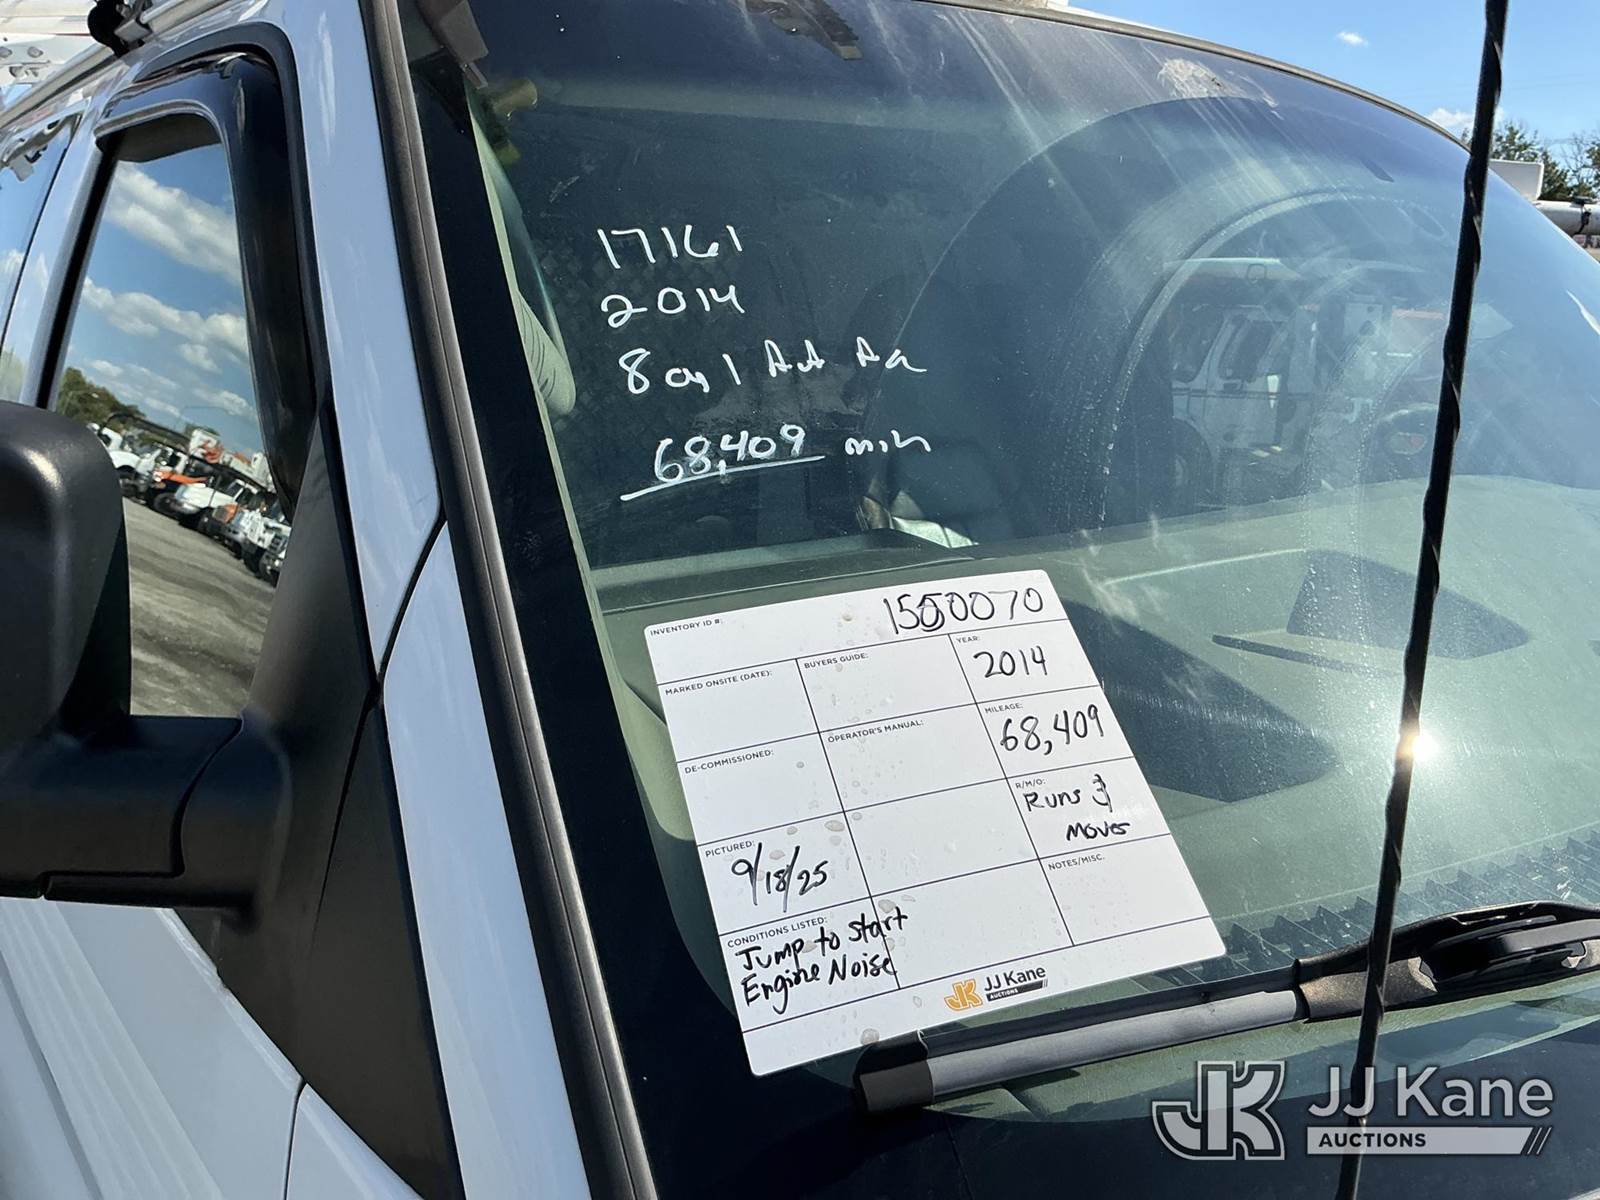 17161
2014
8 cyl Aut
68,409 mile
INVENTORY ID #: 1500070
MARKED ONSITE (DATE): BUYERS GUIDE: YEAR: 2014
DE-COMMISSIONED: OPERATOR'S MANUAL: MILEAGE: 68,409
R/M/O: Runs &
Moves
PICTURED: 9/18/25
NOTES/MISC.
CONDITIONS LISTED:
Jump to start
Engine Noise
JK JJ Kane
AUCTIONS
JK JJ Kane
AUCTIONS